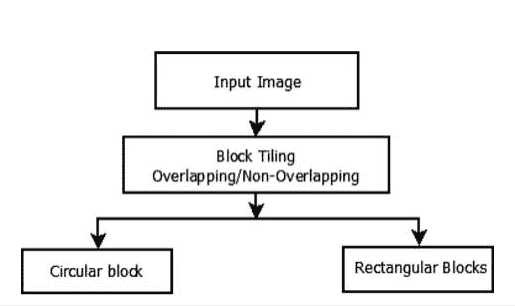 Input Image
Block Tiling
Overlapping/Non-Overlapping
Circular block
Rectangular Blocks